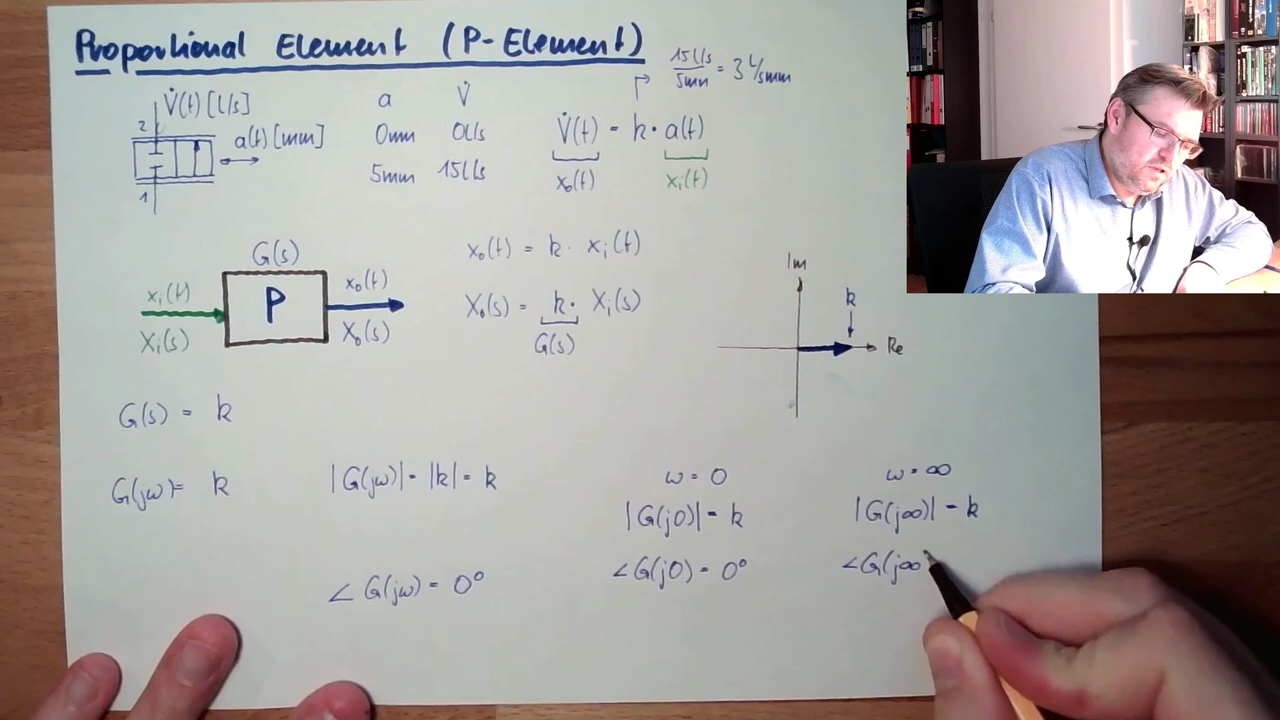 Proportional Element (P-Element)
15 l/s / 5mm = 3 L/s mm
V̇(t) [L/s]
2
a(t) [mm]
1
a V̇
0mm 0l/s
5mm 15l/s
V̇(t) = k · a(t)
x₀(t) xᵢ(t)
G(s)
xᵢ(t) P x₀(t)
Xᵢ(s) X₀(s)
x₀(t) = k · xᵢ(t)
X₀(s) = k · Xᵢ(s)
G(s)
Im
k
Re
G(s) = k
G(jω) = k
|G(jω)| = |k| = k
∠G(jω) = 0°
ω = 0
|G(j0)| = k
∠G(j0) = 0°
ω = ∞
|G(j∞)| = k
∠G(j∞